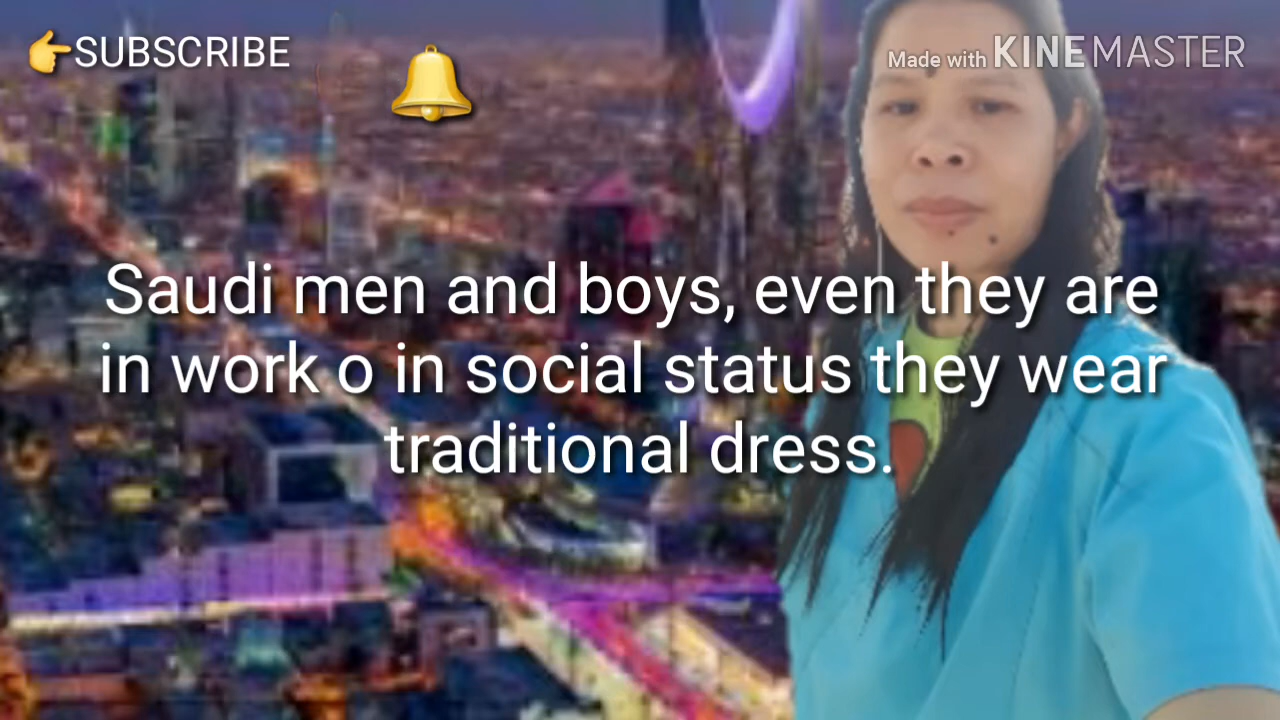 👉SUBSCRIBE
Made with KINEMASTER
Saudi men and boys, even they are
in work o in social status they wear
traditional dress.